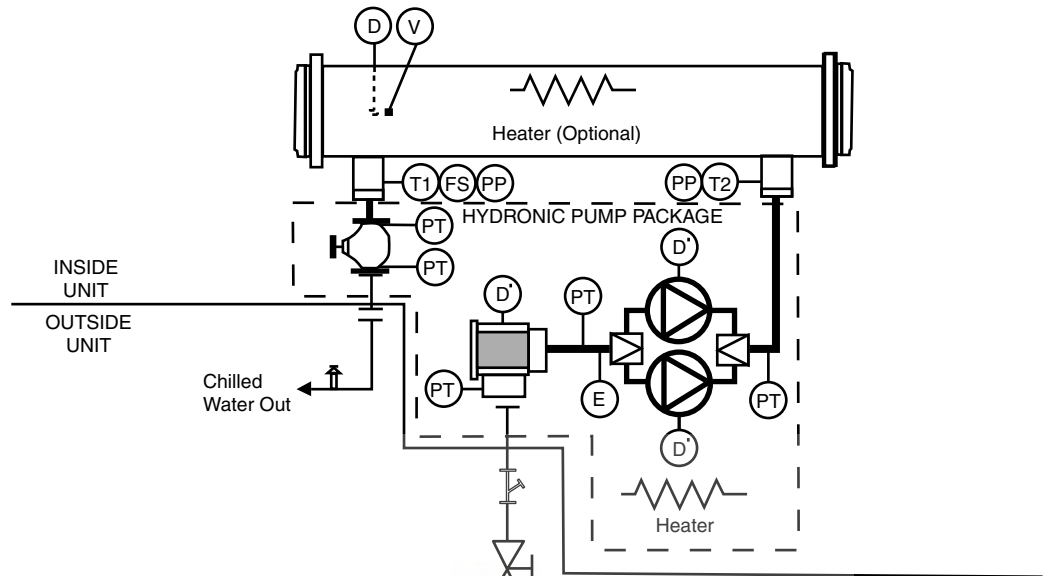 D V
Heater (Optional)
T1 FS PP
PP T2
HYDRONIC PUMP PACKAGE
PT
D'
PT
INSIDE
UNIT
D'
PT
OUTSIDE
UNIT
Chilled
Water Out
PT
E
PT
D'
Heater